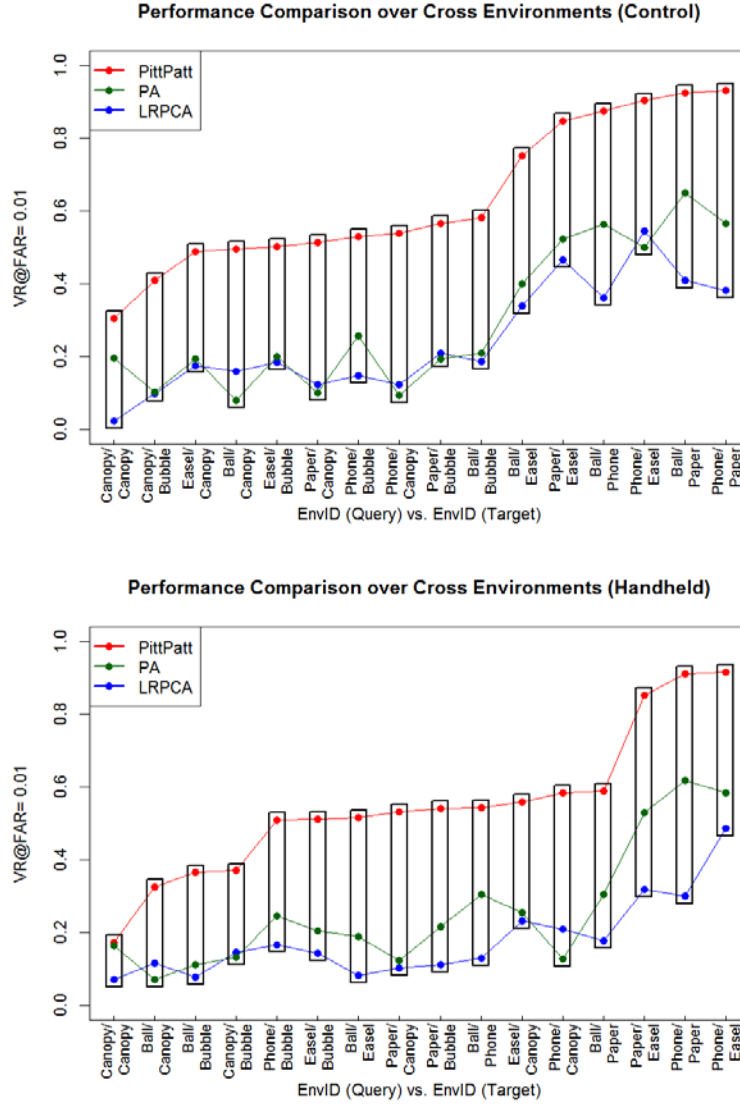 Performance Comparison over Cross Environments (Control)
VR@FAR= 0.01
1.0
0.8
0.6
0.4
0.2
0.0
PittPatt
PA
LRPCA
Canopy/
Canopy
Canopy/
Bubble
Easel/
Canopy
Ball/
Canopy
Easel/
Bubble
Paper/
Canopy
Phone/
Bubble
Phone/
Canopy
Paper/
Bubble
Ball/
Bubble
Ball/
Easel
Paper/
Easel
Ball/
Phone
Phone/
Easel
Ball/
Paper
Phone/
Paper
EnvID (Query) vs. EnvID (Target)
Performance Comparison over Cross Environments (Handheld)
VR@FAR= 0.01
1.0
0.8
0.6
0.4
0.2
0.0
PittPatt
PA
LRPCA
Canopy/
Canopy
Ball/
Canopy
Ball/
Bubble
Canopy/
Bubble
Phone/
Bubble
Easel/
Bubble
Ball/
Easel
Paper/
Canopy
Paper/
Bubble
Ball/
Phone
Easel/
Canopy
Phone/
Canopy
Ball/
Paper
Paper/
Easel
Phone/
Paper
Phone/
Easel
EnvID (Query) vs. EnvID (Target)